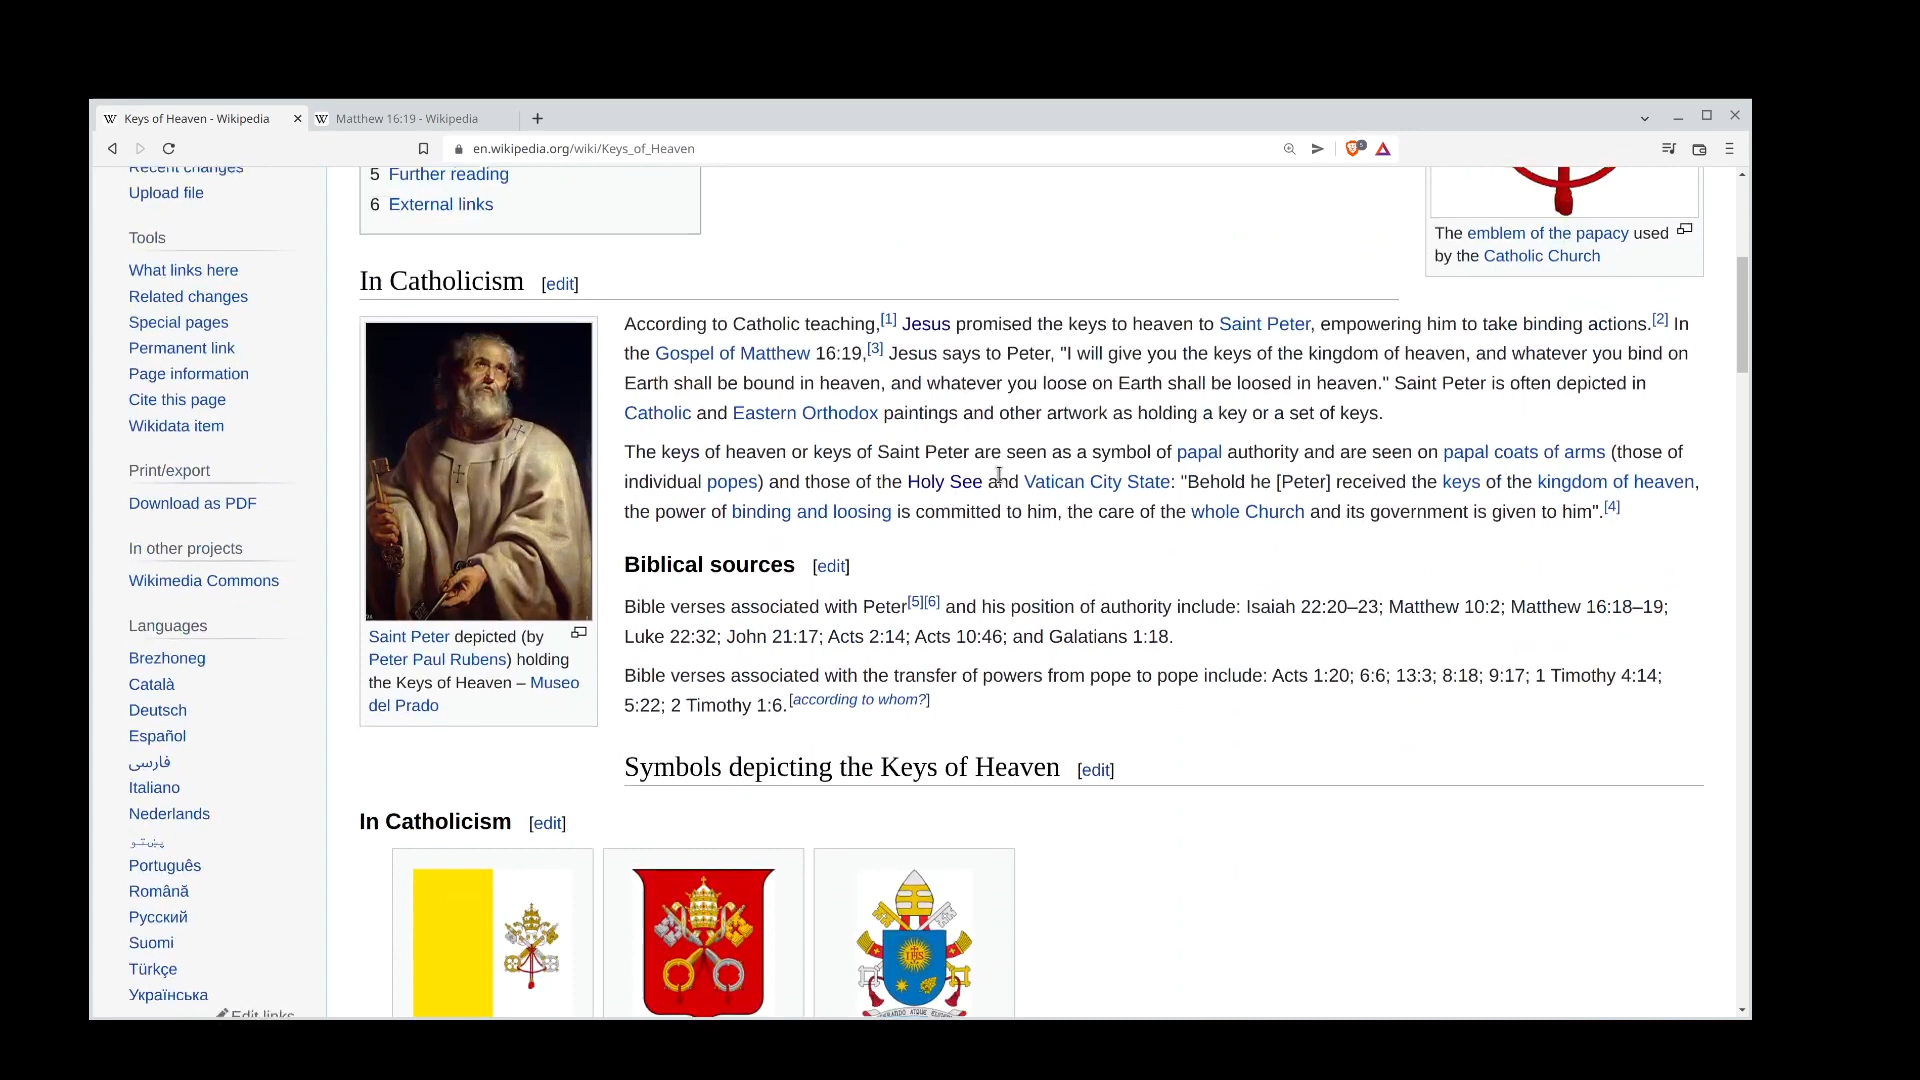 Keys of Heaven - Wikipedia
Matthew 16:19 - Wikipedia
en.wikipedia.org/wiki/Keys_of_Heaven
5
Recent changes
Upload file
Tools
What links here
Related changes
Special pages
Permanent link
Page information
Cite this page
Wikidata item
Print/export
Download as PDF
In other projects
Wikimedia Commons
Languages
Brezhoneg
Català
Deutsch
Español
فارسی
Italiano
Nederlands
پښتو
Português
Română
Русский
Suomi
Türkçe
Українська
Edit links
5 Further reading
6 External links
The emblem of the papacy used
by the Catholic Church
In Catholicism [edit]
Saint Peter depicted (by
Peter Paul Rubens) holding
the Keys of Heaven – Museo
del Prado
According to Catholic teaching,[1] Jesus promised the keys to heaven to Saint Peter, empowering him to take binding actions.[2] In
the Gospel of Matthew 16:19,[3] Jesus says to Peter, "I will give you the keys of the kingdom of heaven, and whatever you bind on
Earth shall be bound in heaven, and whatever you loose on Earth shall be loosed in heaven." Saint Peter is often depicted in
Catholic and Eastern Orthodox paintings and other artwork as holding a key or a set of keys.
The keys of heaven or keys of Saint Peter are seen as a symbol of papal authority and are seen on papal coats of arms (those of
individual popes) and those of the Holy See and Vatican City State: "Behold he [Peter] received the keys of the kingdom of heaven,
the power of binding and loosing is committed to him, the care of the whole Church and its government is given to him".[4]
Biblical sources [edit]
Bible verses associated with Peter[5][6] and his position of authority include: Isaiah 22:20–23; Matthew 10:2; Matthew 16:18–19;
Luke 22:32; John 21:17; Acts 2:14; Acts 10:46; and Galatians 1:18.
Bible verses associated with the transfer of powers from pope to pope include: Acts 1:20; 6:6; 13:3; 8:18; 9:17; 1 Timothy 4:14;
5:22; 2 Timothy 1:6.[according to whom?]
Symbols depicting the Keys of Heaven [edit]
In Catholicism [edit]
IHS